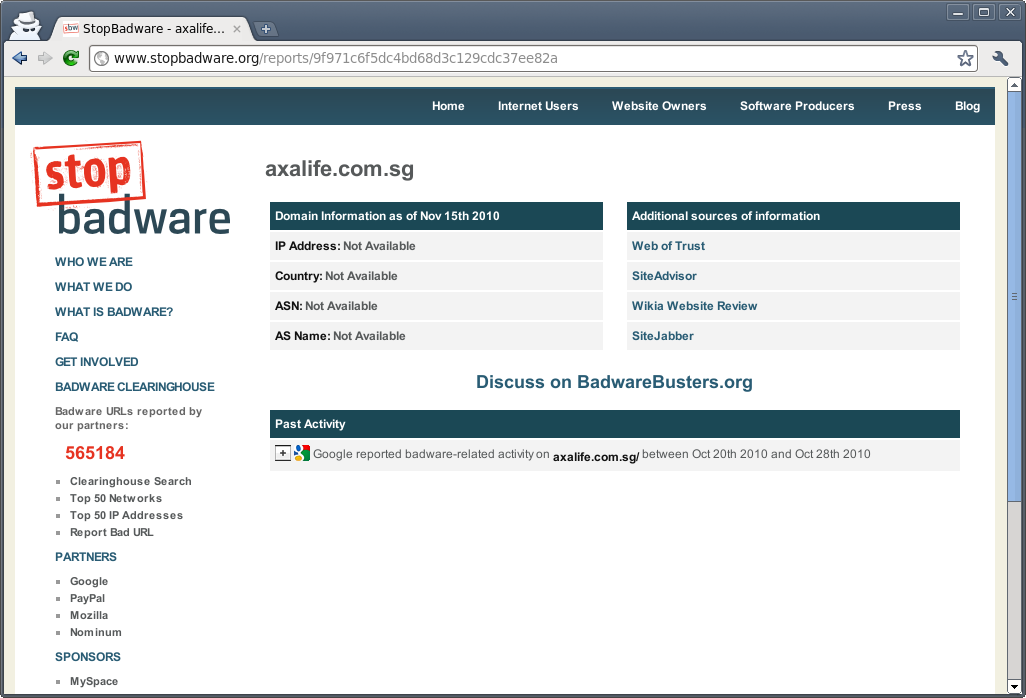 StopBadware - axalife...
www.stopbadware.org/reports/9f971c6f5dc4bd68d3c129cdc37ee82a
Home Internet Users Website Owners Software Producers Press Blog
stop
badware
WHO WE ARE
WHAT WE DO
WHAT IS BADWARE?
FAQ
GET INVOLVED
BADWARE CLEARINGHOUSE
Badware URLs reported by
our partners:
565184
Clearinghouse Search
Top 50 Networks
Top 50 IP Addresses
Report Bad URL
PARTNERS
Google
PayPal
Mozilla
Nominum
SPONSORS
MySpace
axalife.com.sg
Domain Information as of Nov 15th 2010
IP Address: Not Available
Country: Not Available
ASN: Not Available
AS Name: Not Available
Additional sources of information
Web of Trust
SiteAdvisor
Wikia Website Review
SiteJabber
Discuss on BadwareBusters.org
Past Activity
Google reported badware-related activity on axalife.com.sg/ between Oct 20th 2010 and Oct 28th 2010